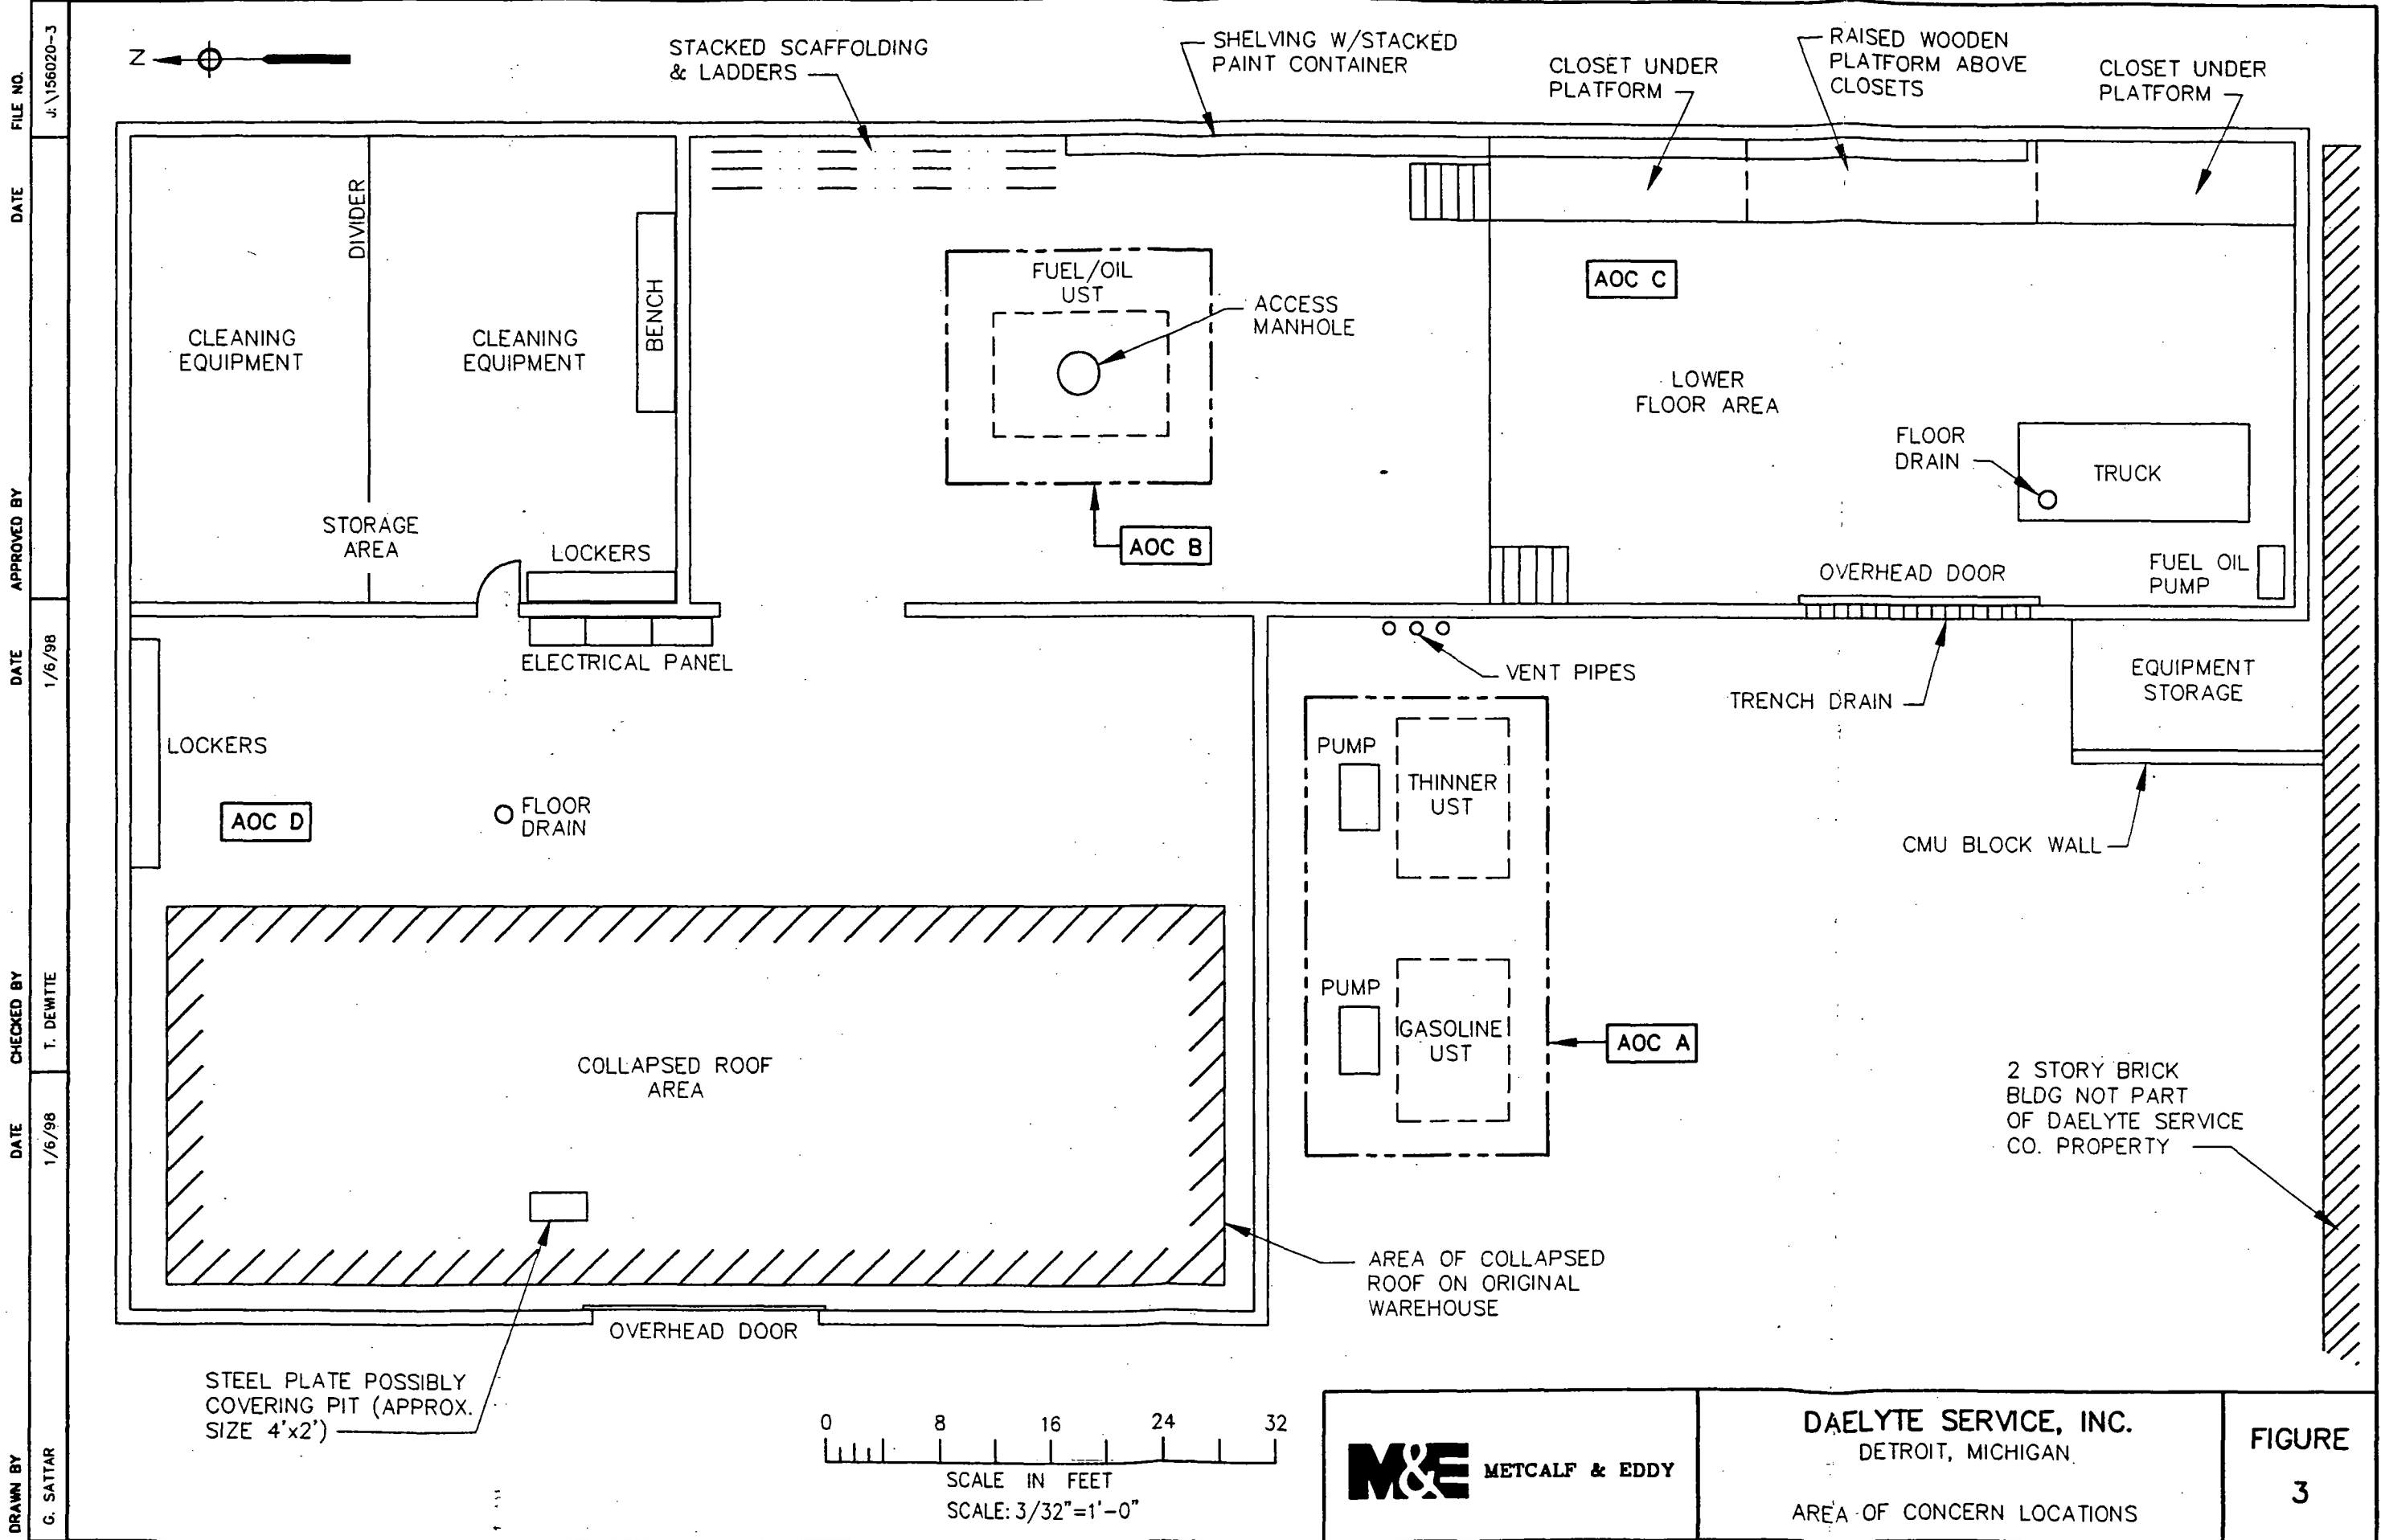 FILE NO.
J:\156020-3
DATE
APPROVED BY
DATE
1/6/98
CHECKED BY
T. DEWITTE
DATE
1/6/98
DRAWN BY
G. SATTAR
N
STACKED SCAFFOLDING
& LADDERS
SHELVING W/STACKED
PAINT CONTAINER
CLOSET UNDER
PLATFORM
RAISED WOODEN
PLATFORM ABOVE
CLOSETS
CLOSET UNDER
PLATFORM
DIVIDER
BENCH
CLEANING
EQUIPMENT
CLEANING
EQUIPMENT
STORAGE
AREA
LOCKERS
FUEL/OIL
UST
ACCESS
MANHOLE
AOC B
AOC C
LOWER
FLOOR AREA
FLOOR
DRAIN
TRUCK
OVERHEAD DOOR
FUEL OIL
PUMP
ELECTRICAL PANEL
VENT PIPES
TRENCH DRAIN
EQUIPMENT
STORAGE
LOCKERS
AOC D
FLOOR
DRAIN
PUMP
THINNER
UST
CMU BLOCK WALL
PUMP
GASOLINE
UST
AOC A
COLLAPSED ROOF
AREA
2 STORY BRICK
BLDG NOT PART
OF DAELYTE SERVICE
CO. PROPERTY
AREA OF COLLAPSED
ROOF ON ORIGINAL
WAREHOUSE
OVERHEAD DOOR
STEEL PLATE POSSIBLY
COVERING PIT (APPROX.
SIZE 4'x2')
0 8 16 24 32
SCALE IN FEET
SCALE: 3/32"=1'-0"
M&E METCALF & EDDY
DAELYTE SERVICE, INC.
DETROIT, MICHIGAN
AREA OF CONCERN LOCATIONS
FIGURE
3